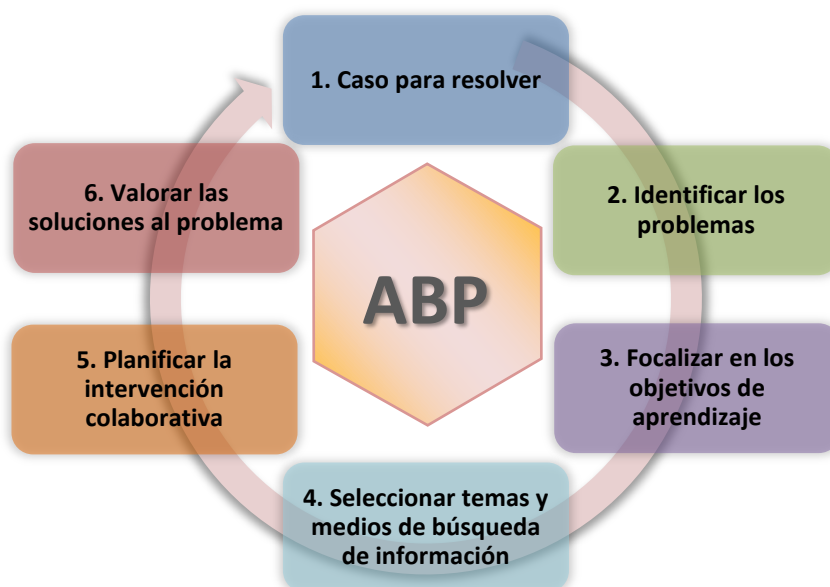 1. Caso para resolver
2. Identificar los
problemas
3. Focalizar en los
objetivos de
aprendizaje
4. Seleccionar temas y
medios de búsqueda
de información
5. Planificar la
intervención
colaborativa
6. Valorar las
soluciones al problema
ABP